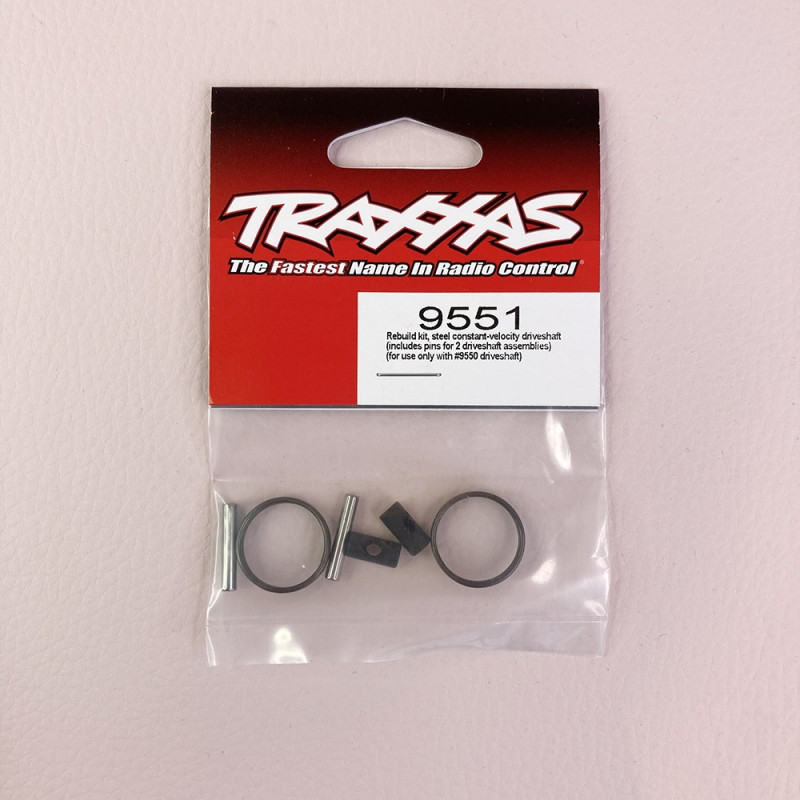 TRAXXAS
The Fastest Name In Radio Control®
9551
Rebuild kit, steel constant-velocity driveshaft
(includes pins for 2 driveshaft assemblies)
(for use only with #9550 driveshaft)